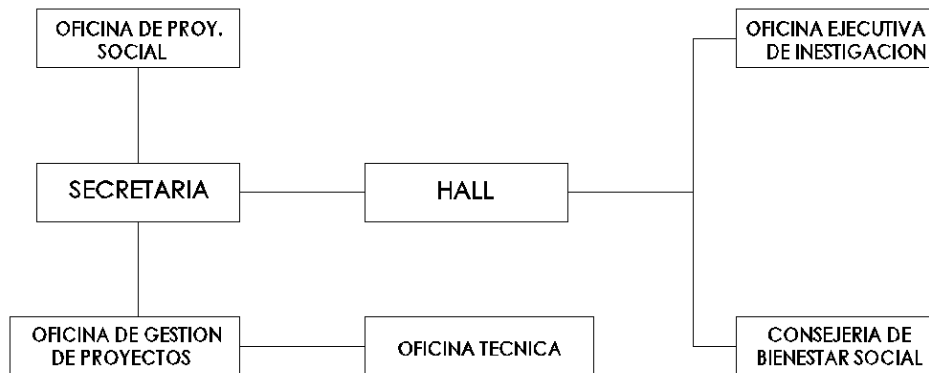 OFICINA DE PROY.
SOCIAL
OFICINA EJECUTIVA
DE INESTIGACION
SECRETARIA
HALL
OFICINA DE GESTION
DE PROYECTOS
OFICINA TECNICA
CONSEJERIA DE
BIENESTAR SOCIAL